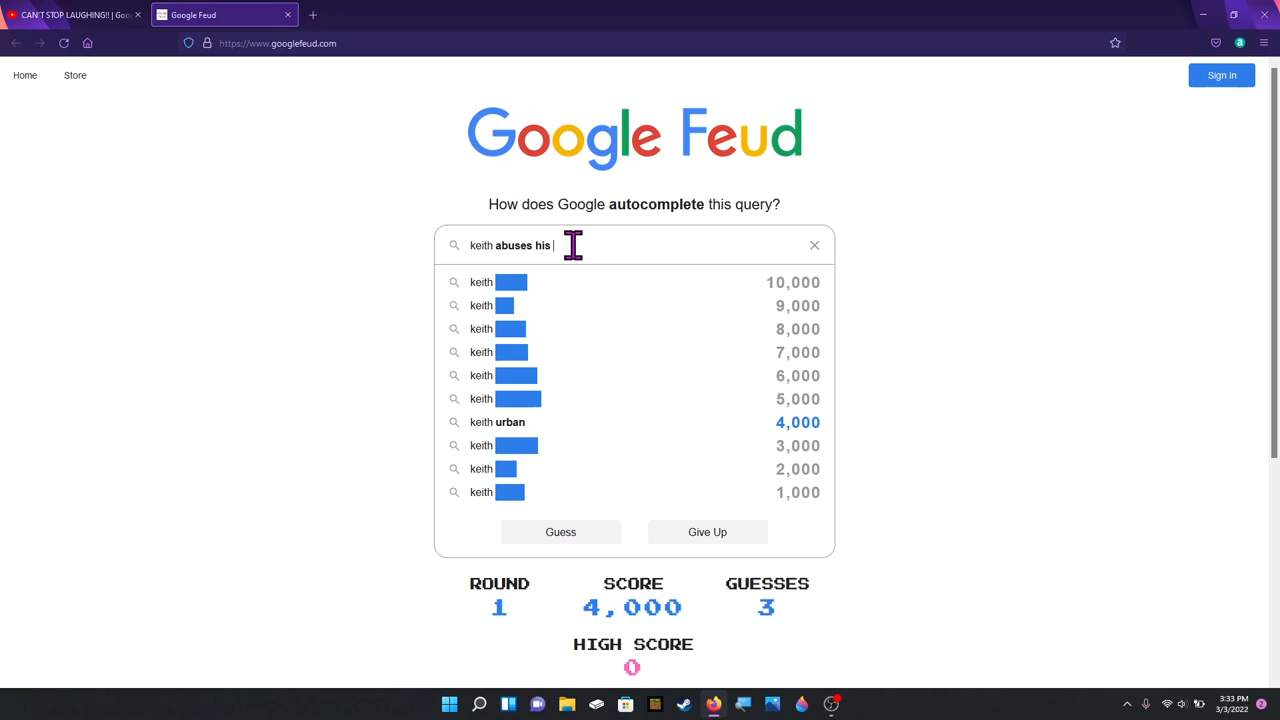 CAN'T STOP LAUGHING!! | Goo
Google Feud
https://www.googlefeud.com
Home
Store
Sign In
Google Feud
How does Google autocomplete this query?
keith abuses his
keith 10,000
keith 9,000
keith 8,000
keith 7,000
keith 6,000
keith 5,000
keith urban 4,000
keith 3,000
keith 2,000
keith 1,000
Guess
Give Up
ROUND SCORE GUESSES
1 4,000 3
HIGH SCORE
0
3:33 PM
3/3/2022
2